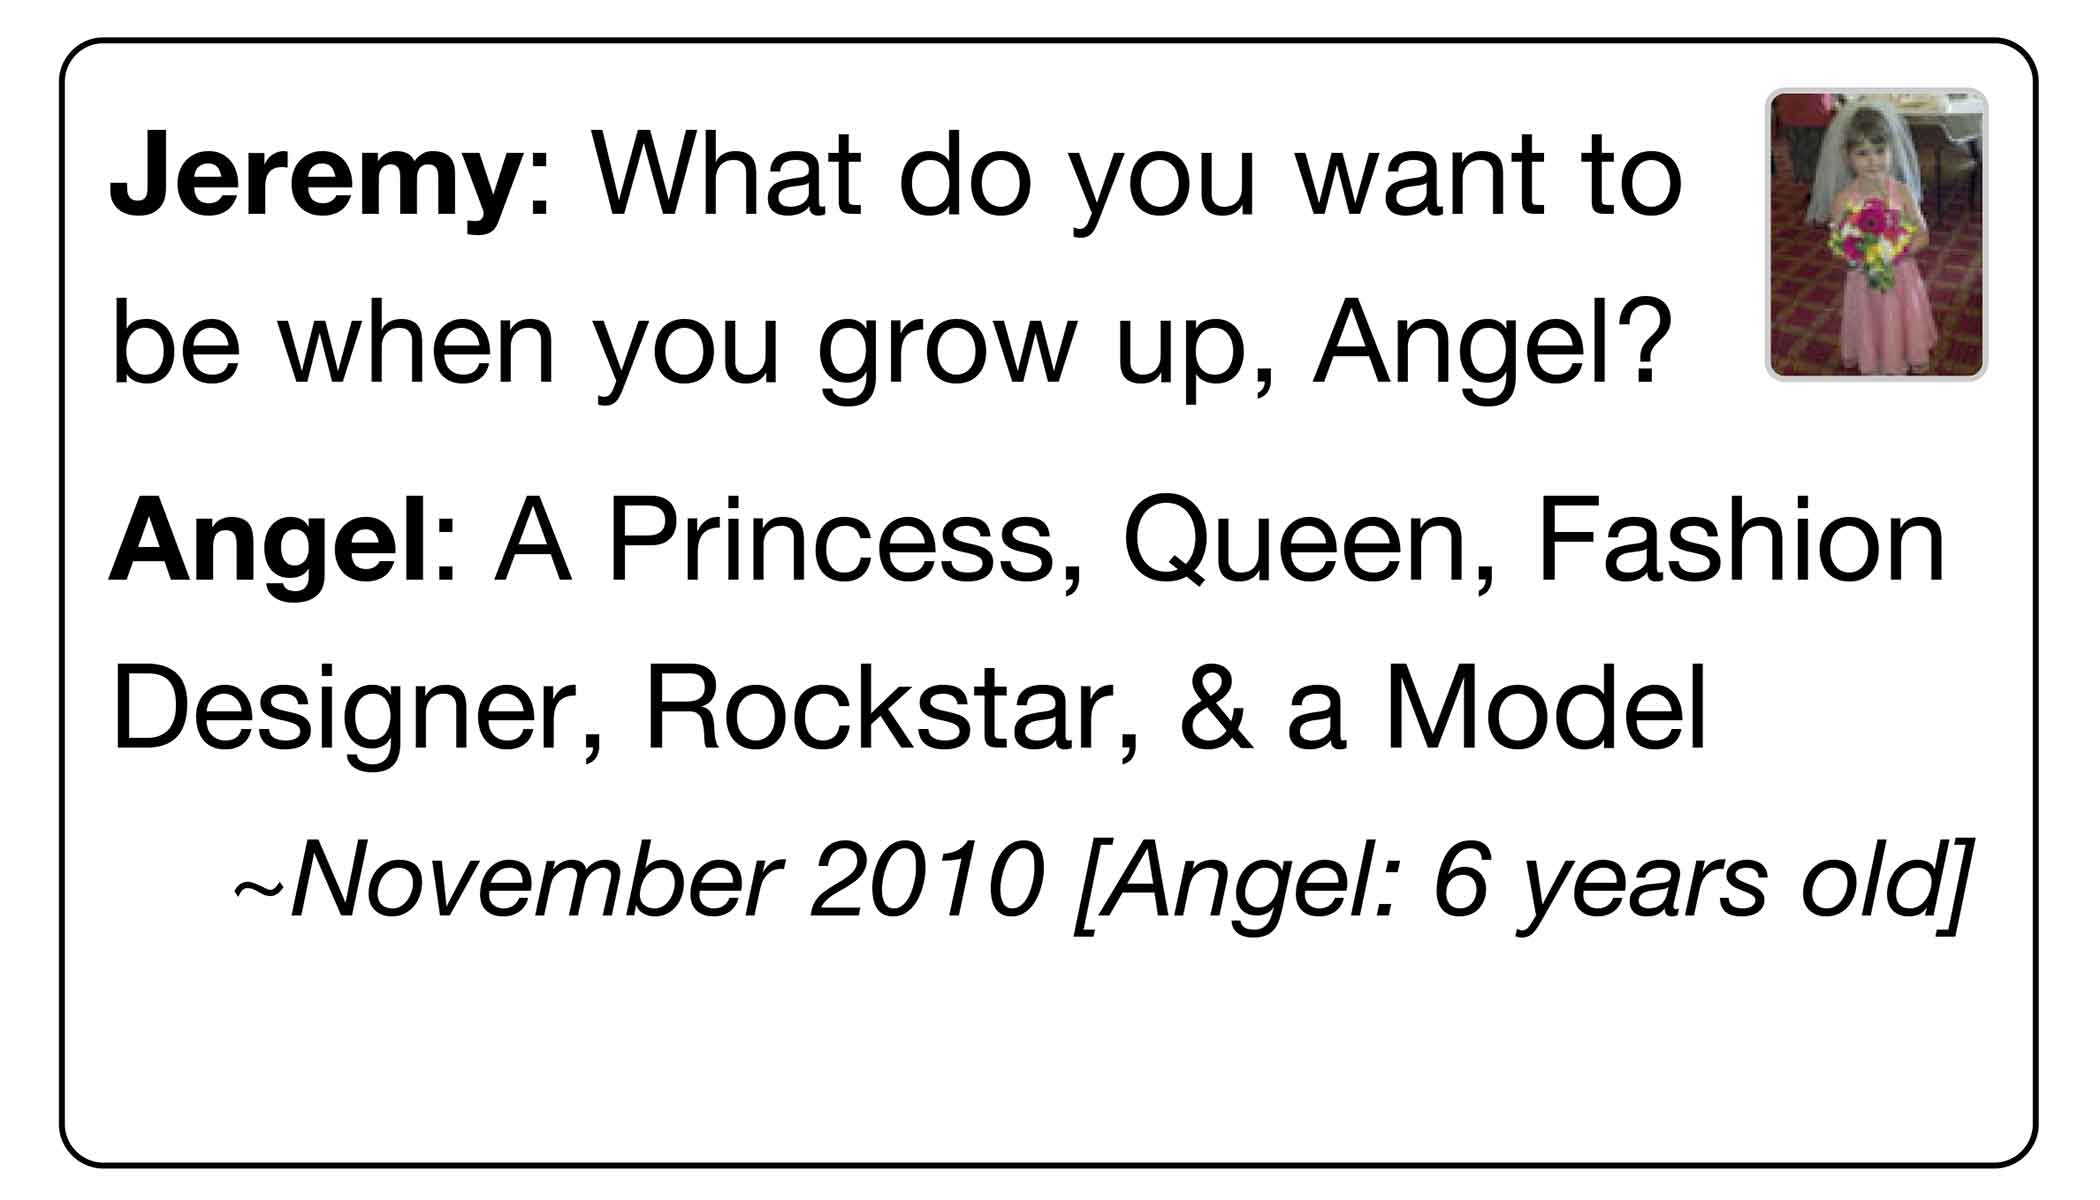 Jeremy: What do you want to
be when you grow up, Angel?
Angel: A Princess, Queen, Fashion
Designer, Rockstar, & a Model
~November 2010 [Angel: 6 years old]